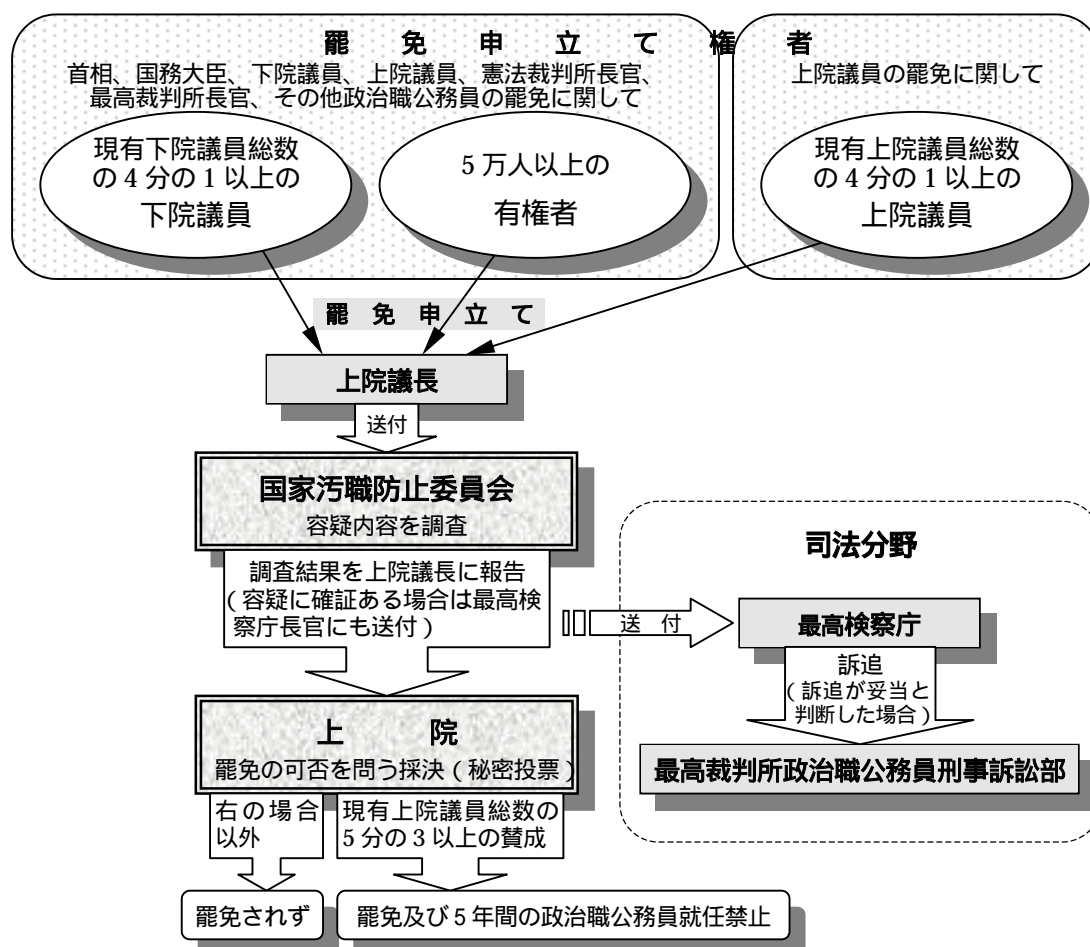 罷免申立て権者
首相、国務大臣、下院議員、上院議員、憲法裁判所長官、
最高裁判所長官、その他政治職公務員の罷免に関して
上院議員の罷免に関して
現有下院議員総数
の4分の1以上の
下院議員
5万人以上の
有権者
現有上院議員総数
の4分の1以上の
上院議員
罷免申立て
上院議長
送付
国家汚職防止委員会
容疑内容を調査
調査結果を上院議長に報告
(容疑に確証ある場合は最高検
察庁長官にも送付)
送付
司法分野
最高検察庁
訴追
(訴追が妥当と
判断した場合)
最高裁判所政治職公務員刑事訴訟部
上院
罷免の可否を問う採決(秘密投票)
右の場合
以外
現有上院議員総数の
5分の3以上の賛成
罷免されず
罷免及び5年間の政治職公務員就任禁止